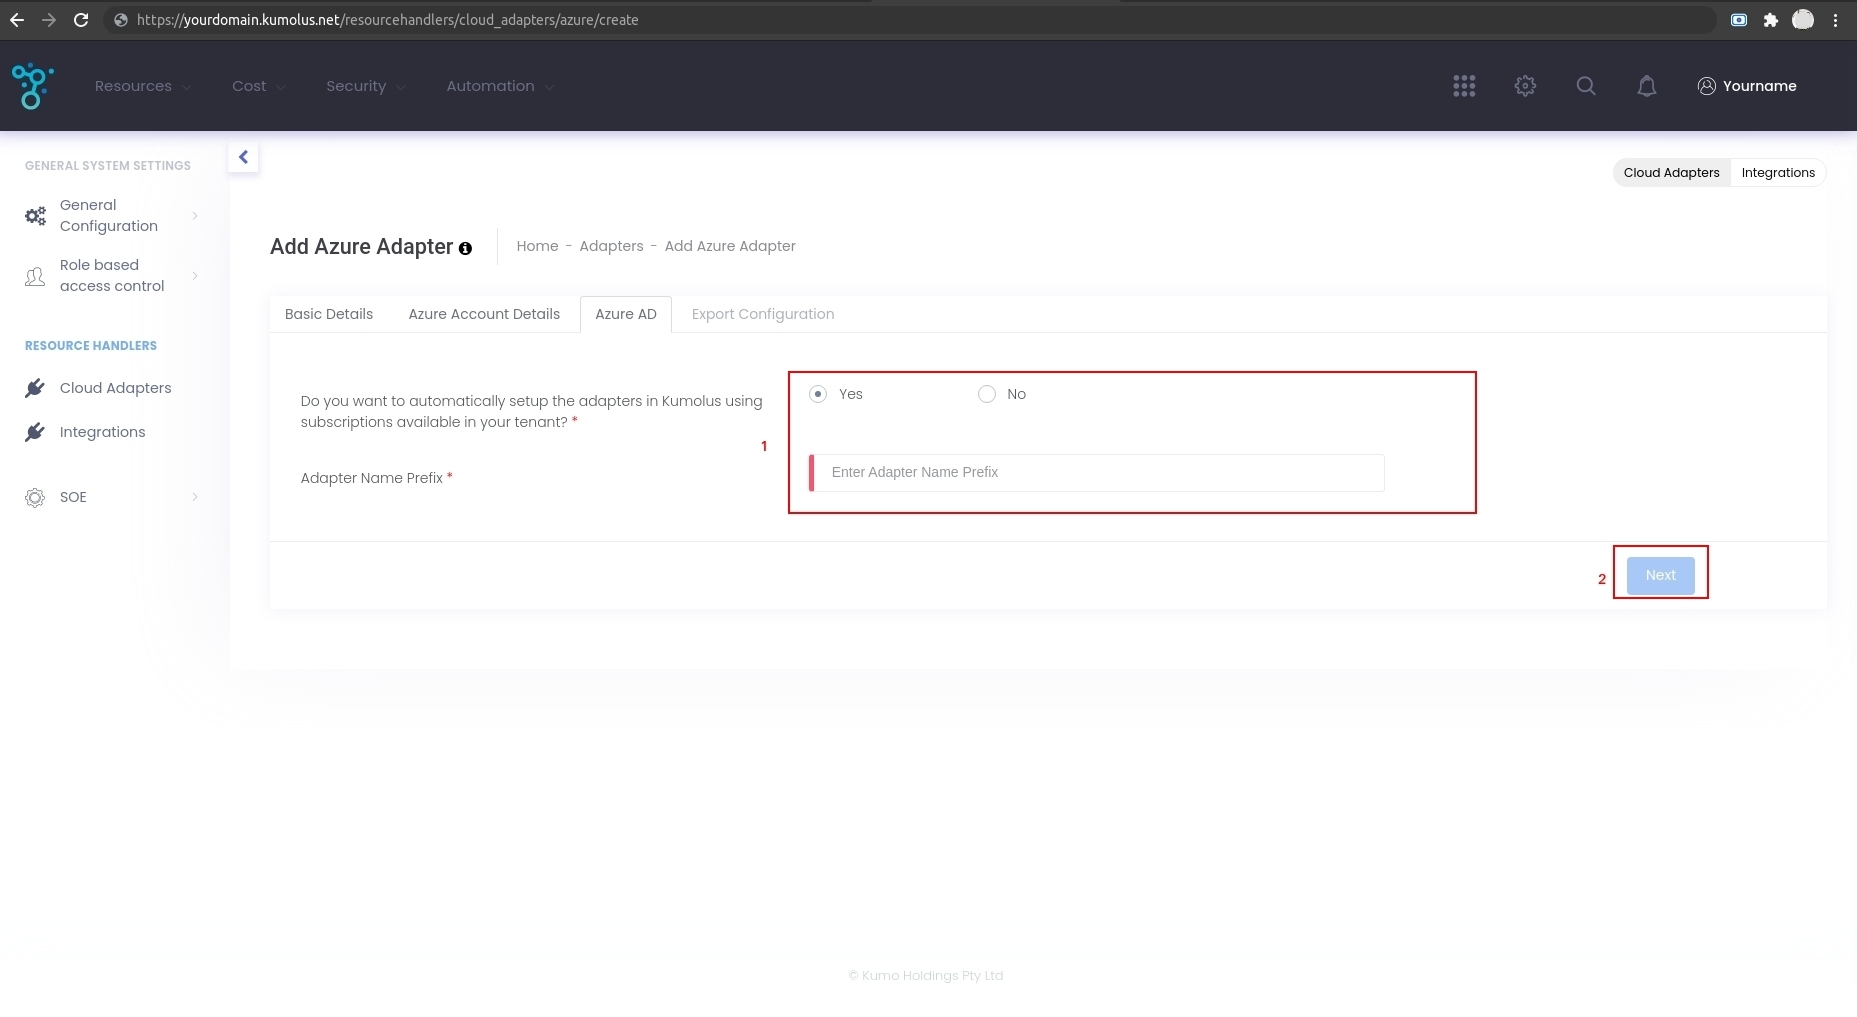 https://yourdomain.kumolus.net/resourcehandlers/cloud_adapters/azure/create
Resources Cost Security Automation Yourname
GENERAL SYSTEM SETTINGS
General
Configuration
Role based
access control
RESOURCE HANDLERS
Cloud Adapters
Integrations
SOE
Cloud Adapters Integrations
Add Azure Adapter Home - Adapters - Add Azure Adapter
Basic Details Azure Account Details Azure AD Export Configuration
Do you want to automatically setup the adapters in Kumolus using
subscriptions available in your tenant? *
Yes No
1
Adapter Name Prefix *
Enter Adapter Name Prefix
2 Next
© Kumo Holdings Pty Ltd